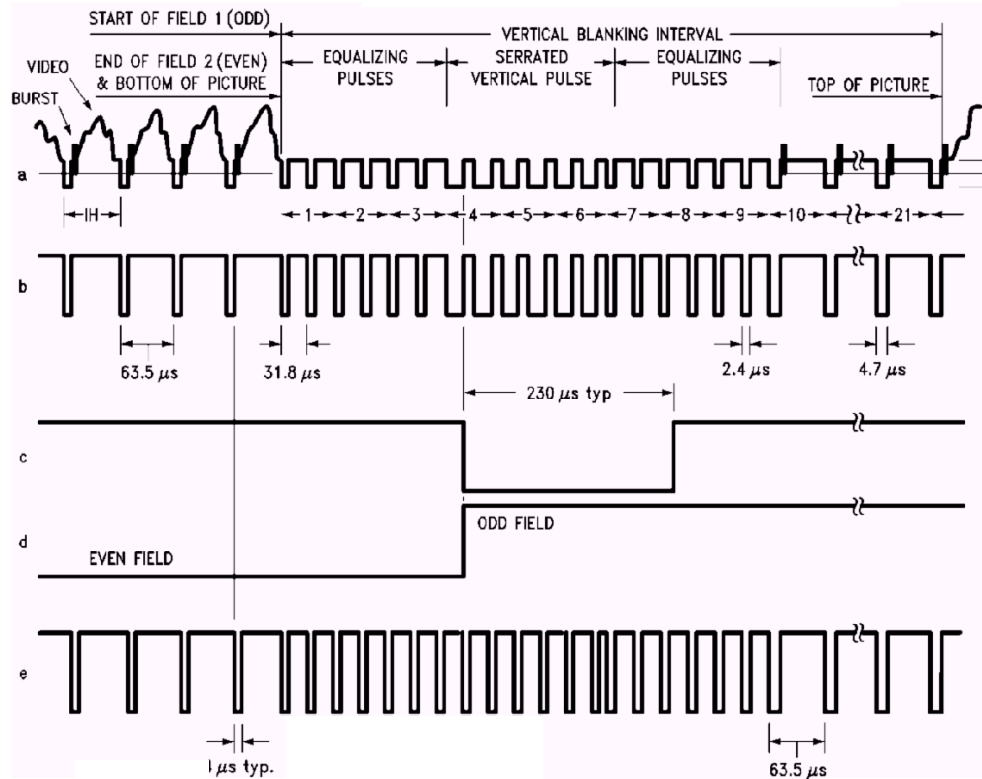 START OF FIELD 1 (ODD)
VERTICAL BLANKING INTERVAL
END OF FIELD 2 (EVEN)
& BOTTOM OF PICTURE
EQUALIZING
PULSES
SERRATED
VERTICAL PULSE
EQUALIZING
PULSES
VIDEO
BURST
TOP OF PICTURE
a
IH
1 2 3 4 5 6 7 8 9 10 21
b
63.5 μs
31.8 μs
2.4 μs
4.7 μs
230 μs typ
c
d
ODD FIELD
EVEN FIELD
e
μs typ.
63.5 μs